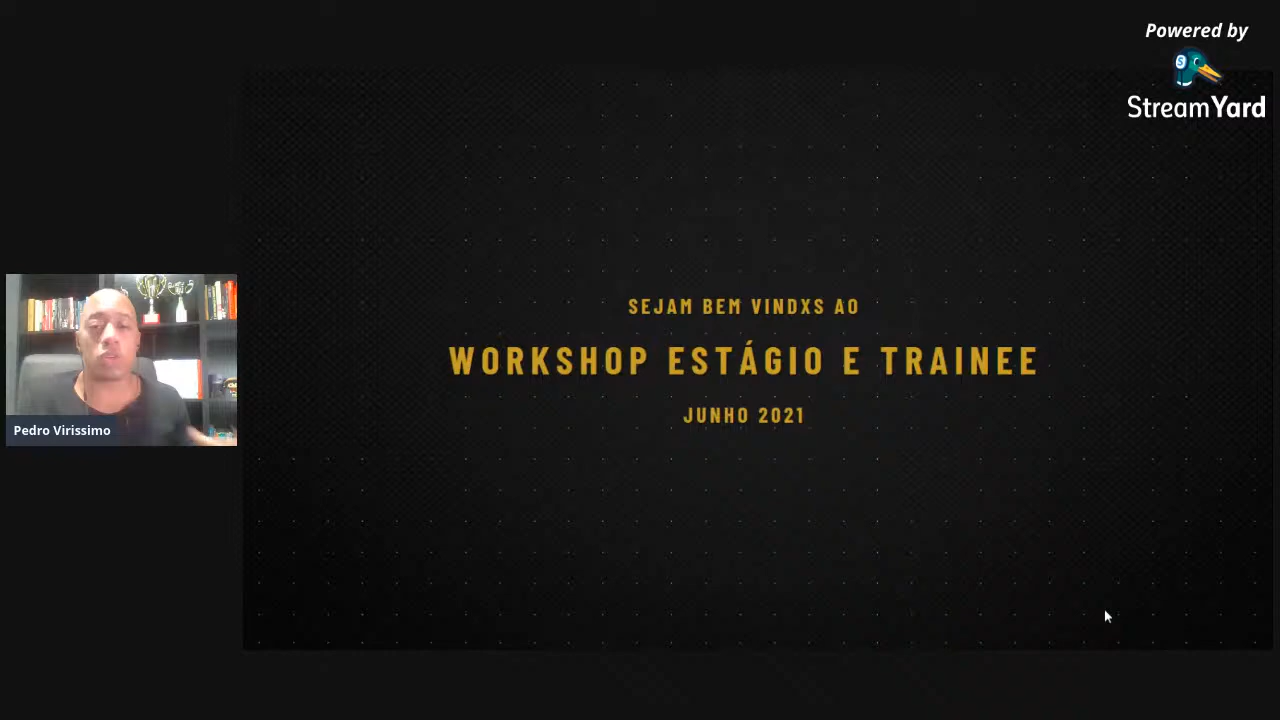 Powered by
StreamYard
SEJAM BEM VINDXS AO
WORKSHOP ESTÁGIO E TRAINEE
JUNHO 2021
Pedro Virissimo